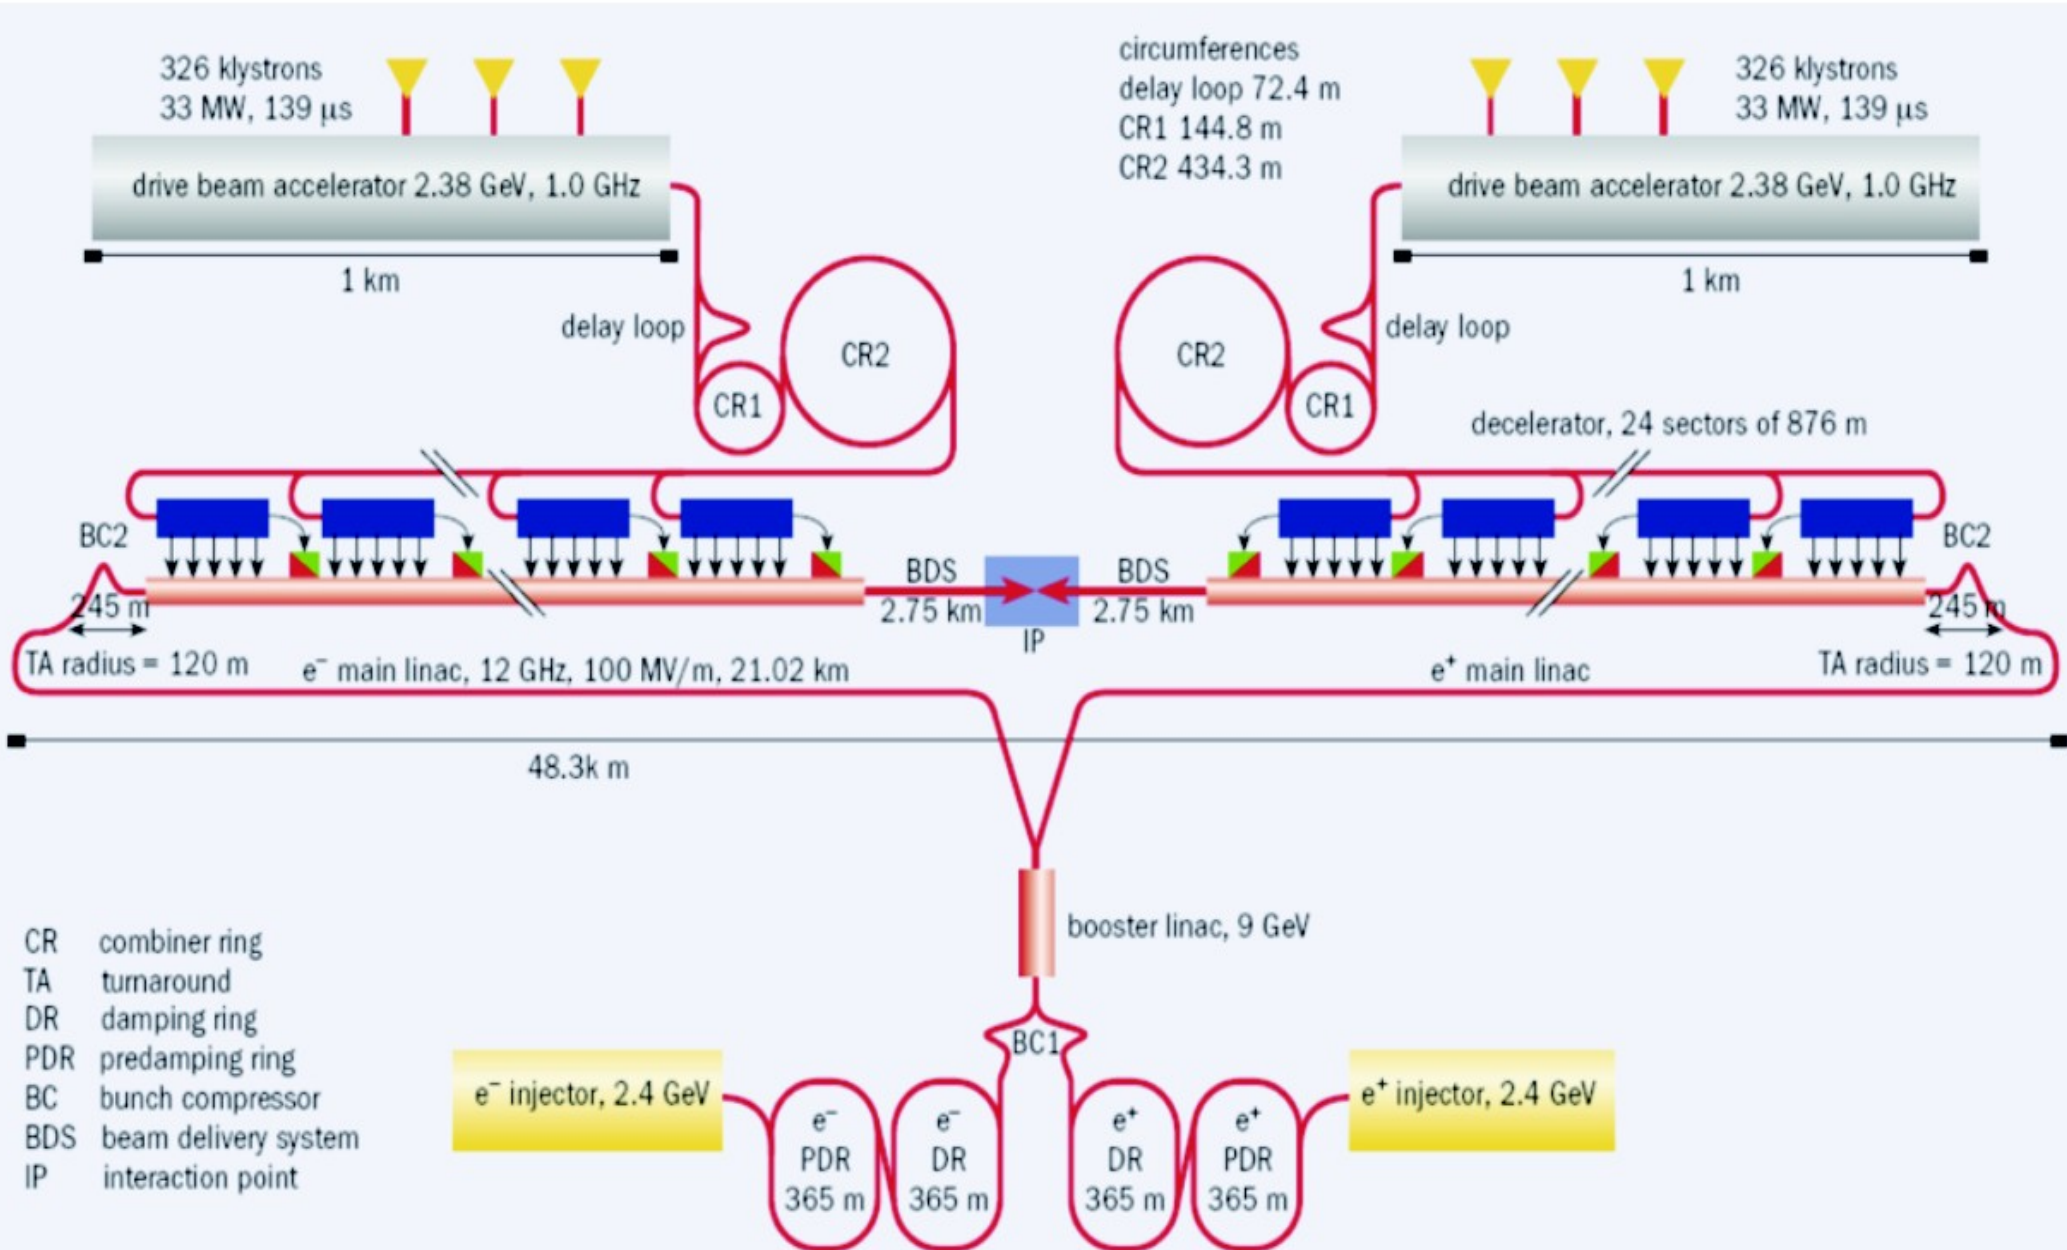 326 klystrons
33 MW, 139 µs
drive beam accelerator 2.38 GeV, 1.0 GHz
1 km
delay loop
CR1
CR2
circumferences
delay loop 72.4 m
CR1 144.8 m
CR2 434.3 m
326 klystrons
33 MW, 139 µs
drive beam accelerator 2.38 GeV, 1.0 GHz
1 km
delay loop
CR2
CR1
decelerator, 24 sectors of 876 m
BC2
245 m
TA radius = 120 m
e⁻ main linac, 12 GHz, 100 MV/m, 21.02 km
BDS
2.75 km
IP
BDS
2.75 km
e⁺ main linac
BC2
245 m
TA radius = 120 m
48.3k m
booster linac, 9 GeV
BC1
CR combiner ring
TA turnaround
DR damping ring
PDR predamping ring
BC bunch compressor
BDS beam delivery system
IP interaction point
e⁻ injector, 2.4 GeV
e⁻
PDR
365 m
e⁻
DR
365 m
e⁺
DR
365 m
e⁺
PDR
365 m
e⁺ injector, 2.4 GeV